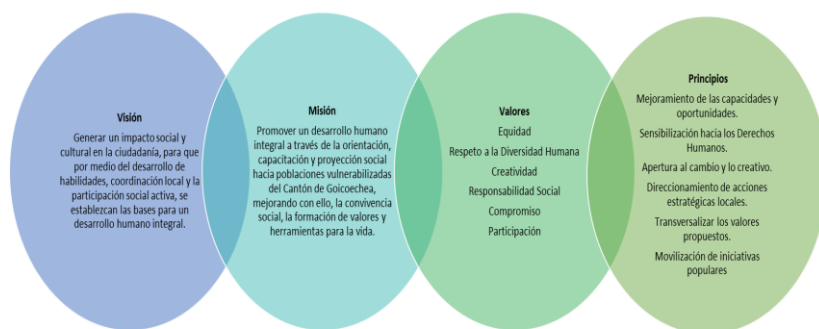 Visión
Generar un impacto social y
cultural en la ciudadanía, para que
por medio del desarrollo de
habilidades, coordinación local y la
participación social activa, se
establezcan las bases para un
desarrollo humano integral.
Misión
Promover un desarrollo humano
integral a través de la orientación,
capacitación y proyección social
hacia poblaciones vulnerabilizadas
del Cantón de Goicoechea,
mejorando con ello, la convivencia
social, la formación de valores y
herramientas para la vida.
Valores
Equidad
Respeto a la Diversidad Humana
Creatividad
Responsabilidad Social
Compromiso
Participación
Principios
Mejoramiento de las capacidades y
oportunidades.
Sensibilización hacia los Derechos
Humanos.
Apertura al cambio y lo creativo.
Direccionamiento de acciones
estratégicas locales.
Transversalizar los valores
propuestos.
Movilización de iniciativas
populares